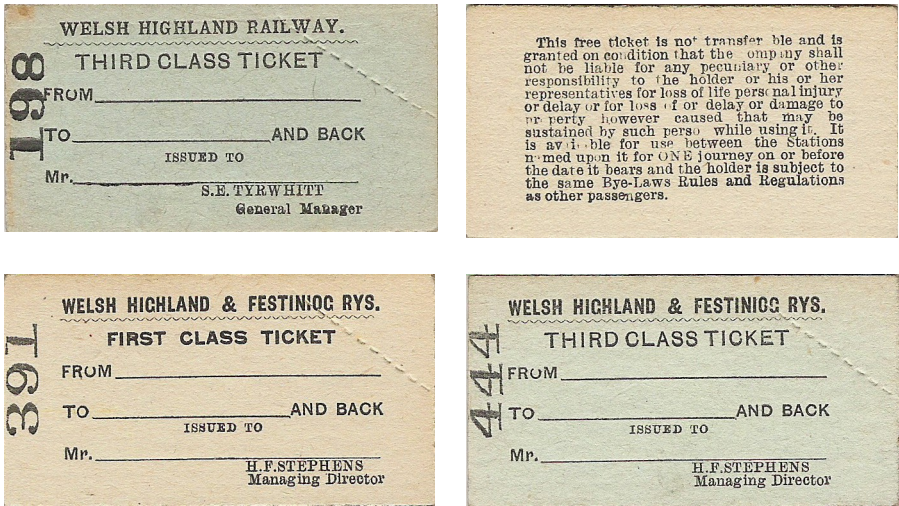 WELSH HIGHLAND RAILWAY.
THIRD CLASS TICKET
198
FROM
TO AND BACK
ISSUED TO
Mr.
S.E. TYRWHITT
General Manager
This free ticket is not transfer ble and is
granted on condition that the ompany shall
not be liable for any pecuniary or other
responsibility to the holder or his or her
representatives for loss of life personal injury
or delay or for loss of or delay or damage to
property however caused that may be
sustained by such perso while using it. It
is available for use between the Stations
named upon it for ONE journey on or before
the date it bears and the holder is subject to
the same Bye-Laws Rules and Regulations
as other passengers.
WELSH HIGHLAND & FESTINIOG RYS.
FIRST CLASS TICKET
391
FROM
TO AND BACK
ISSUED TO
Mr.
H.F. STEPHENS
Managing Director
WELSH HIGHLAND & FESTINIOG RYS.
THIRD CLASS TICKET
444
FROM
TO AND BACK
ISSUED TO
Mr.
H.F. STEPHENS
Managing Director